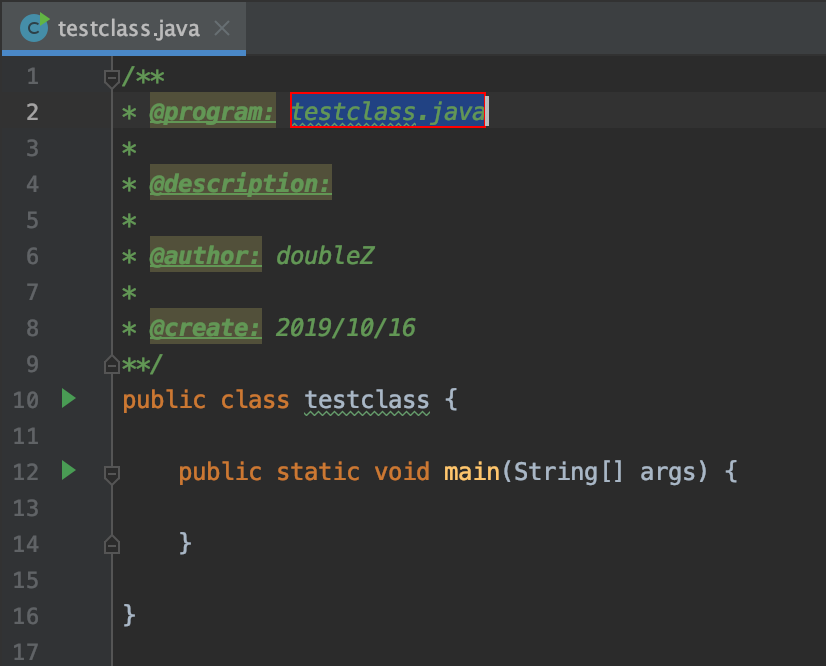 C testclass.java
1 /**
2 * @program: testclass.java
3 *
4 * @description:
5 *
6 * @author: doubleZ
7 *
8 * @create: 2019/10/16
9 **/
10 public class testclass {
11
12 public static void main(String[] args) {
13
14 }
15
16 }
17